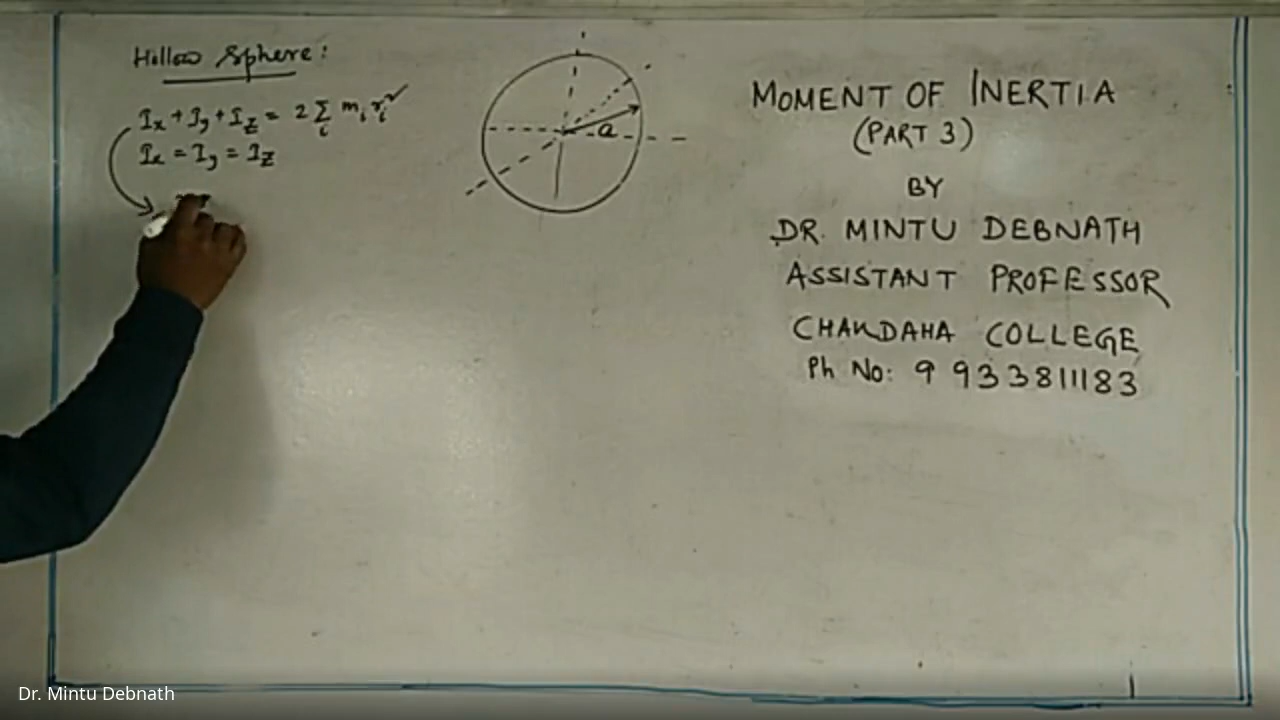 Hollow Sphere:
Ix + Iy + Iz = 2 Σi mi ri²
Ix = Iy = Iz
a
MOMENT OF INERTIA
(PART 3)
BY
DR. MINTU DEBNATH
ASSISTANT PROFESSOR
CHAKDAHA COLLEGE
Ph No: 9933811183
Dr. Mintu Debnath